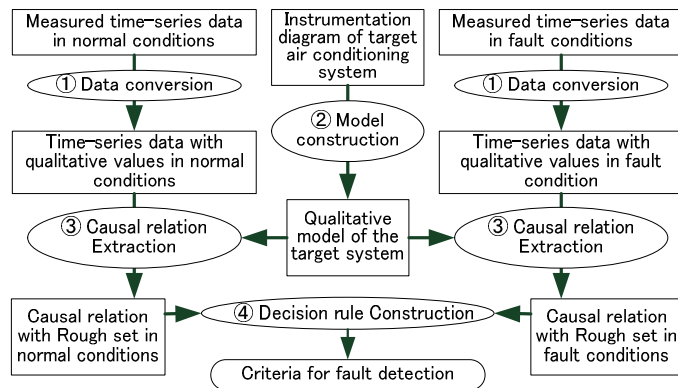 Measured time-series data
in normal conditions
Instrumentation
diagram of target
air conditioning
system
Measured time-series data
in fault conditions
① Data conversion
② Model
construction
① Data conversion
Time-series data with
qualitative values in normal
conditions
Time-series data with
qualitative values in fault
condition
③ Causal relation
Extraction
Qualitative
model of the
target system
③ Causal relation
Extraction
Causal relation
with Rough set in
normal conditions
④ Decision rule Construction
Causal relation
with Rough set in
fault conditions
Criteria for fault detection